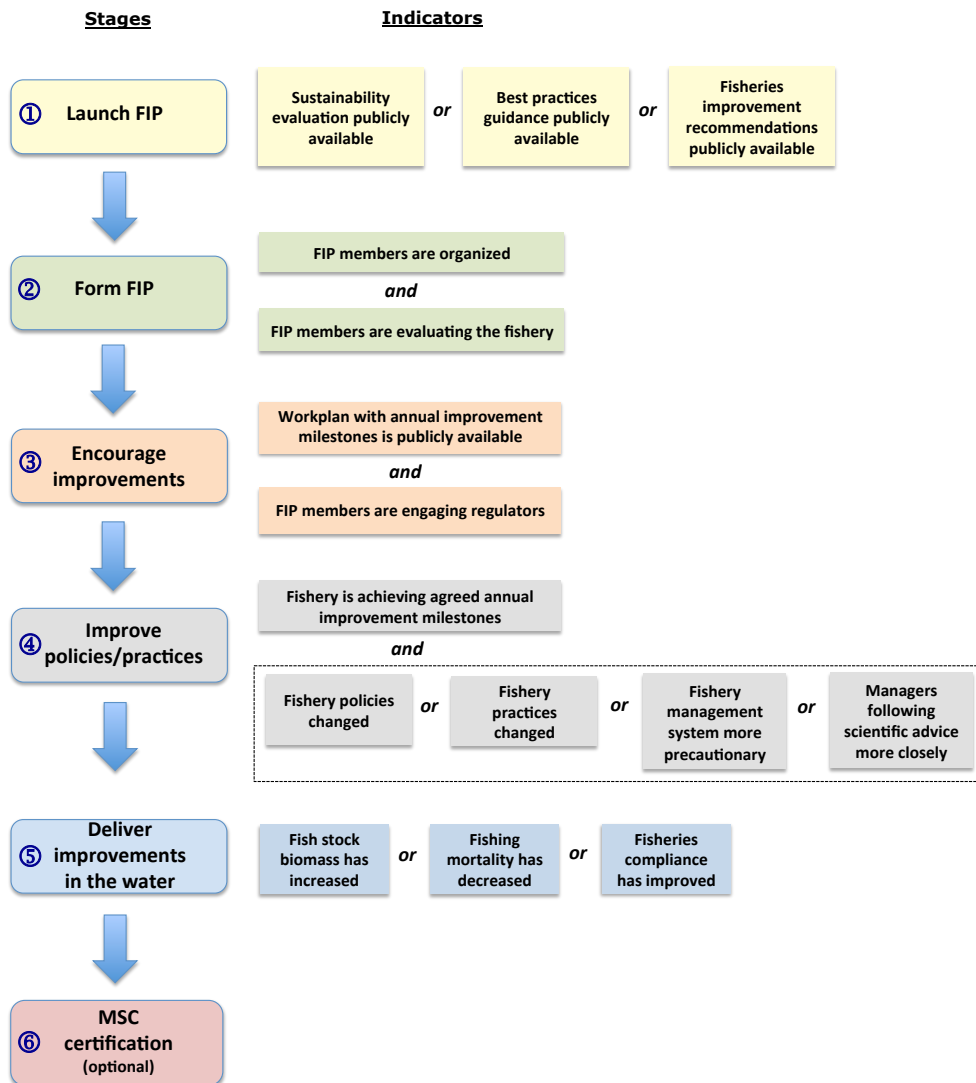 Stages
Indicators
① Launch FIP
Sustainability
evaluation publicly
available
or
Best practices
guidance publicly
available
or
Fisheries
improvement
recommendations
publicly available
② Form FIP
FIP members are organized
and
FIP members are evaluating the fishery
③ Encourage
improvements
Workplan with annual improvement
milestones is publicly available
and
FIP members are engaging regulators
④ Improve
policies/practices
Fishery is achieving agreed annual
improvement milestones
and
Fishery policies
changed
or
Fishery
practices
changed
or
Fishery
management
system more
precautionary
or
Managers
following
scientific advice
more closely
⑤ Deliver
improvements
in the water
Fish stock
biomass has
increased
or
Fishing
mortality has
decreased
or
Fisheries
compliance
has improved
⑥ MSC
certification
(optional)